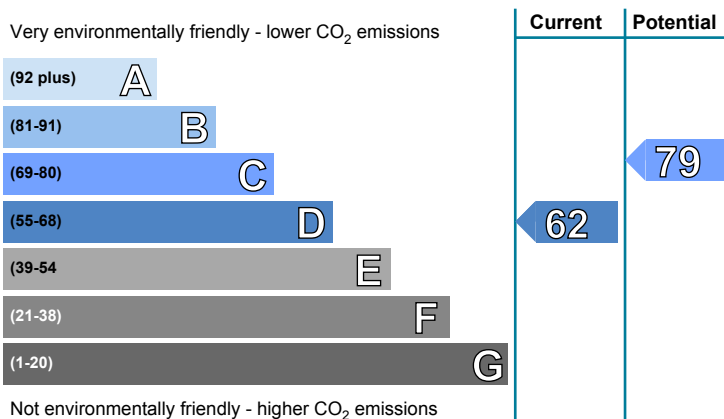 Current Potential
Very environmentally friendly - lower CO2 emissions
(92 plus) A
(81-91) B
(69-80) C 79
(55-68) D 62
(39-54 E
(21-38) F
(1-20) G
Not environmentally friendly - higher CO2 emissions